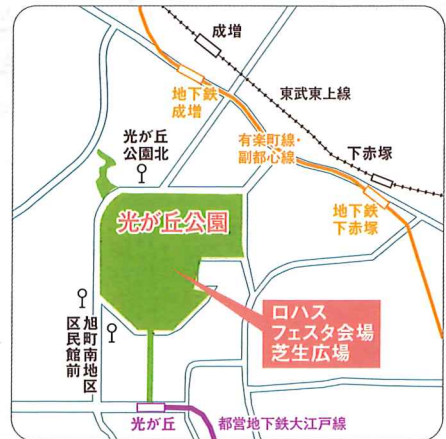 成増
東武東上線
地下鉄
成増
有楽町線・
副都心線
下赤塚
地下鉄
下赤塚
光が丘
公園北
光が丘公園
ロハス
フェスタ会場
芝生広場
旭町南地区
区民館前
光が丘
都営地下鉄大江戸線